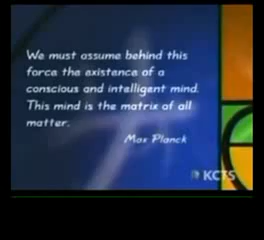 We must assume behind this
force the existence of a
conscious and intelligent mind.
This mind is the matrix of all
matter.
Max Planck
KCTS